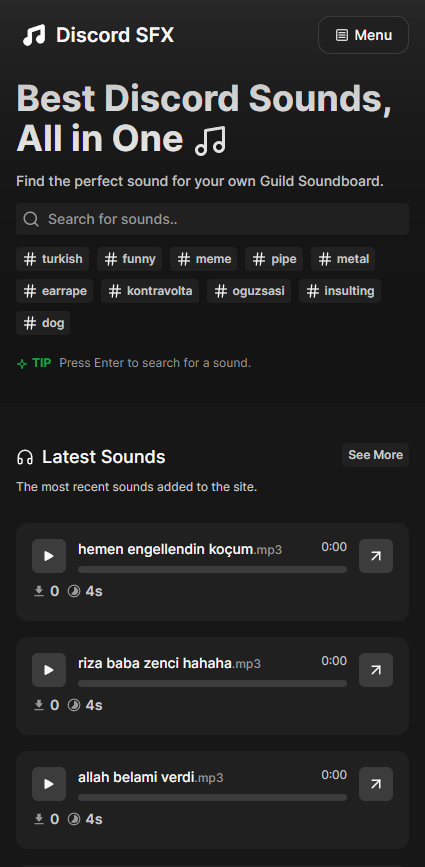 Discord SFX
Menu
Best Discord Sounds,
All in One
Find the perfect sound for your own Guild Soundboard.
Search for sounds..
# turkish # funny # meme # pipe # metal
# earrape # kontravolta # oguzsasi # insulting
# dog
TIP Press Enter to search for a sound.
Latest Sounds
See More
The most recent sounds added to the site.
hemen engellendin koçum.mp3 0:00
0 4s
riza baba zenci hahaha.mp3 0:00
0 4s
allah belami verdi.mp3 0:00
0 4s